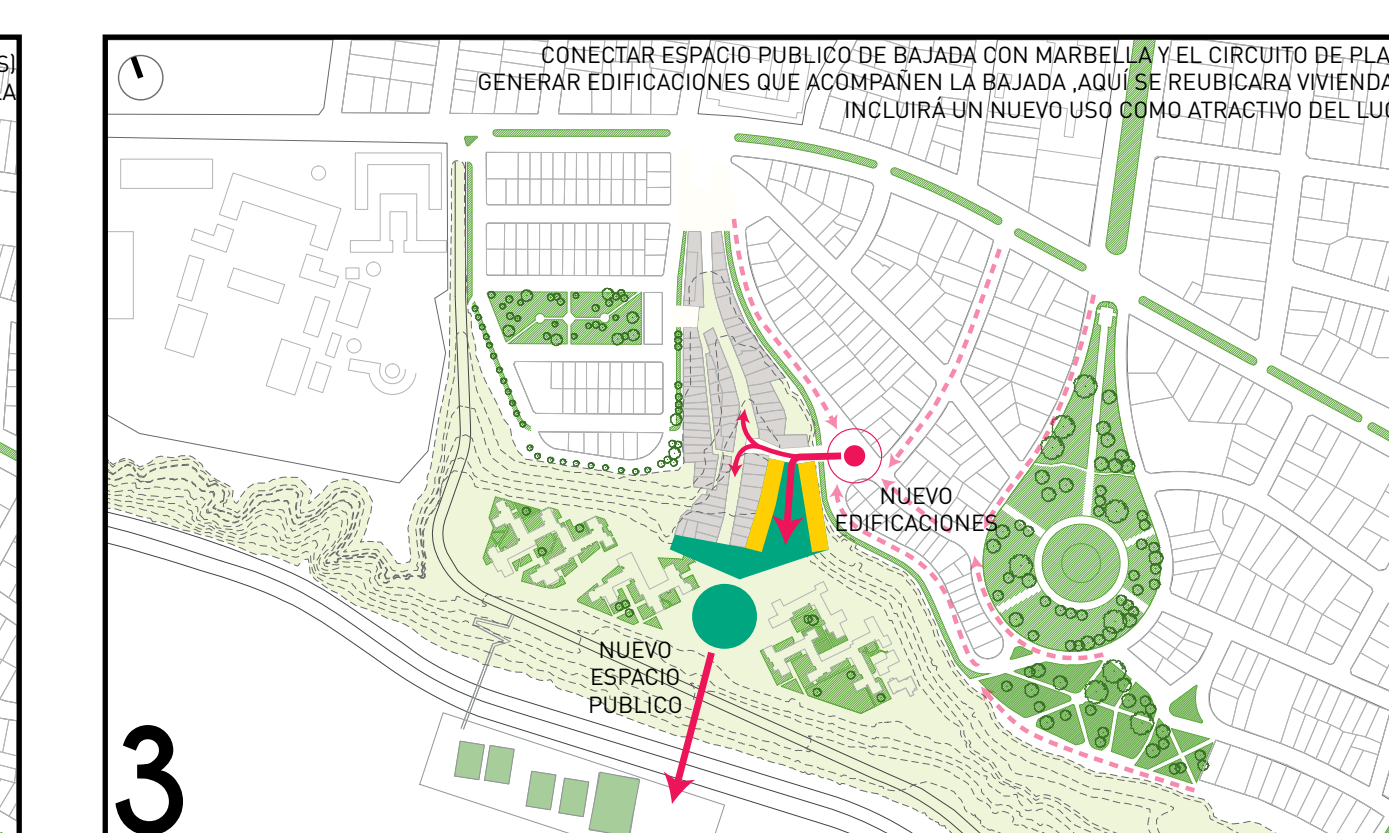 S)
LA
CONECTAR ESPACIO PUBLICO DE BAJADA CON MARBELLA Y EL CIRCUITO DE PLA
GENERAR EDIFICACIONES QUE ACOMPAÑEN LA BAJADA ,AQUÍ SE REUBICARA VIVIENDA
INCLUIRÁ UN NUEVO USO COMO ATRACTIVO DEL LUG
NUEVO
EDIFICACIONES
NUEVO
ESPACIO
PUBLICO
3